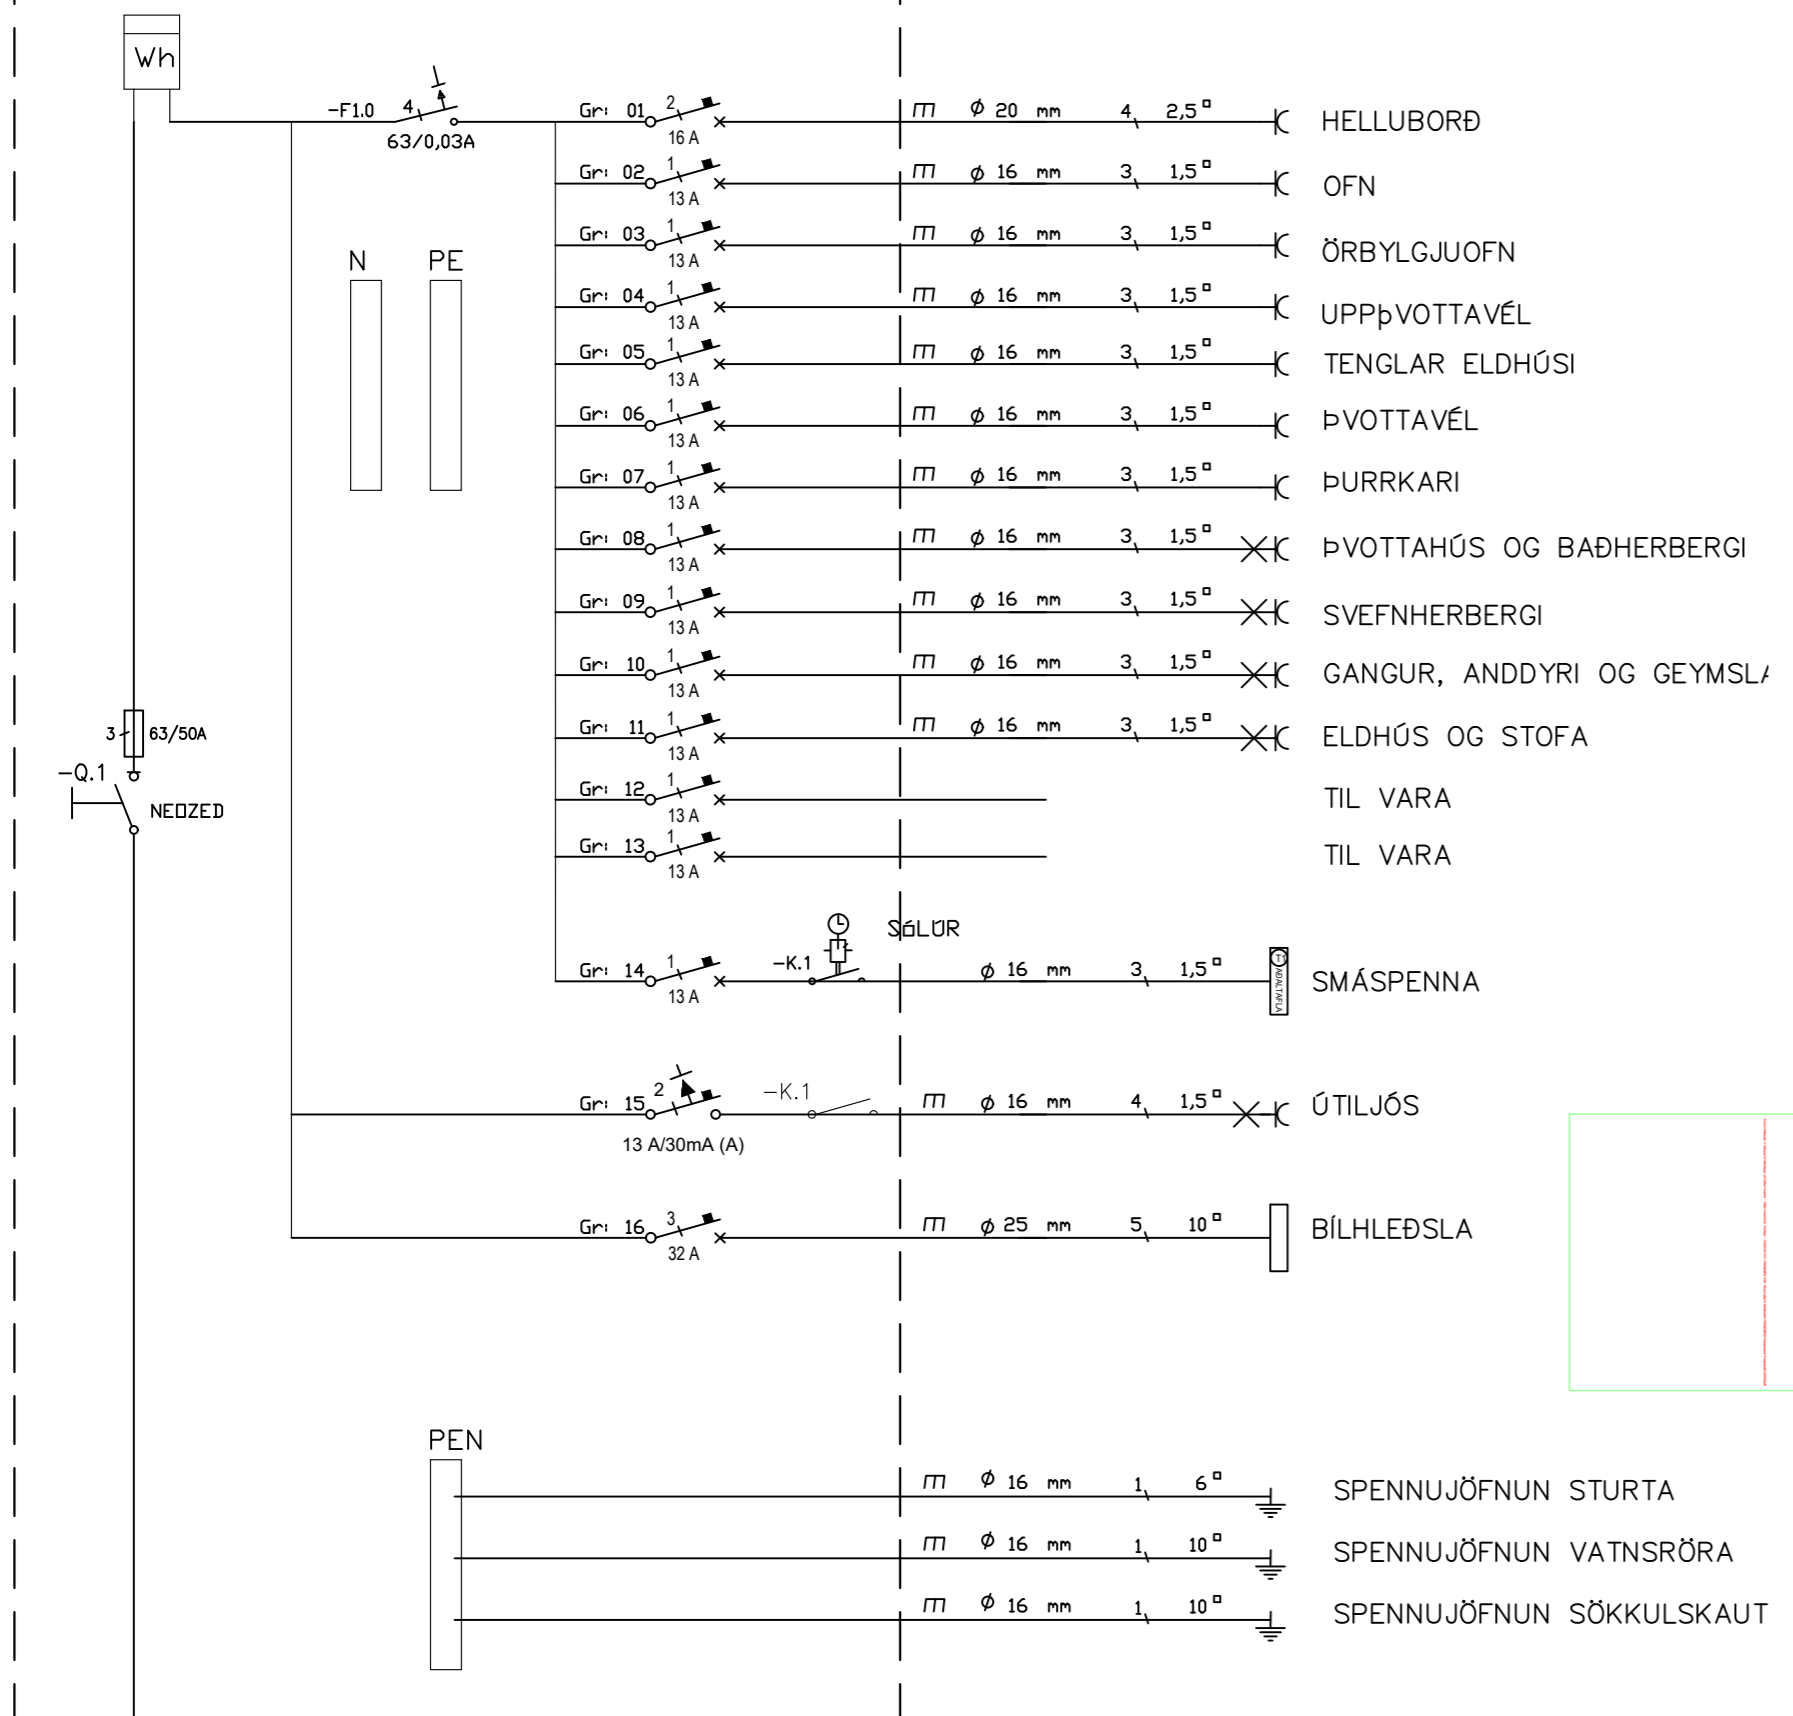 Wh
-F1.0 4 63/0,03A
N PE
Gr: 01 2 16 A m ø 20 mm 4 2,5 □ HELLUBORÐ
Gr: 02 1 13 A m ø 16 mm 3 1,5 □ OFN
Gr: 03 1 13 A m ø 16 mm 3 1,5 □ ÖRBYLGJUOFN
Gr: 04 1 13 A m ø 16 mm 3 1,5 □ UPPÞVOTTAVÉL
Gr: 05 1 13 A m ø 16 mm 3 1,5 □ TENGLAR ELDHÚSI
Gr: 06 1 13 A m ø 16 mm 3 1,5 □ ÞVOTTAVÉL
Gr: 07 1 13 A m ø 16 mm 3 1,5 □ ÞURRKARI
Gr: 08 1 13 A m ø 16 mm 3 1,5 □ ÞVOTTAHÚS OG BAÐHERBERGI
Gr: 09 1 13 A m ø 16 mm 3 1,5 □ SVEFNHERBERGI
Gr: 10 1 13 A m ø 16 mm 3 1,5 □ GANGUR, ANDDYRI OG GEYMSLA
Gr: 11 1 13 A m ø 16 mm 3 1,5 □ ELDHÚS OG STOFA
3 63/50A
-Q.1 NEOZED
Gr: 12 1 13 A TIL VARA
Gr: 13 1 13 A TIL VARA
SÓLÚR
Gr: 14 1 13 A -K.1 ø 16 mm 3 1,5 □ T1 AÐALTAFLA SMÁSPENNA
Gr: 15 2 13 A/30mA (A) -K.1 m ø 16 mm 4 1,5 □ ÚTILJÓS
Gr: 16 3 32 A m ø 25 mm 5 10 □ BÍLHLEÐSLA
PEN
m ø 16 mm 1 6 □ SPENNUJÖFNUN STURTA
m ø 16 mm 1 10 □ SPENNUJÖFNUN VATNSRÖRA
m ø 16 mm 1 10 □ SPENNUJÖFNUN SÖKKULSKAUT